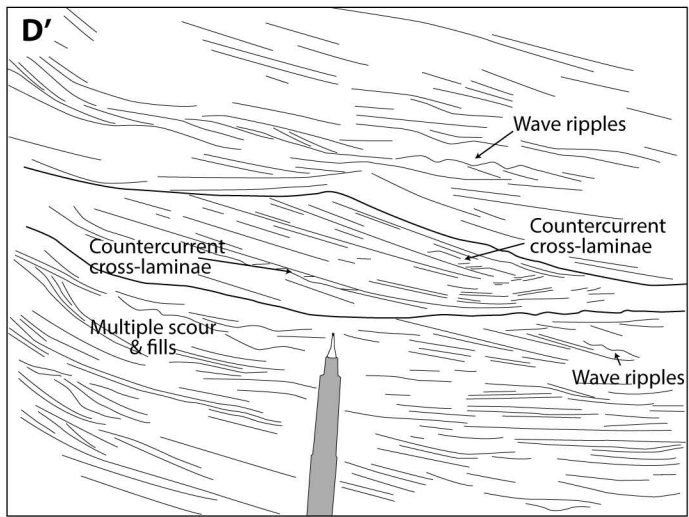 D′
Wave ripples
Countercurrent
cross-laminae
Countercurrent
cross-laminae
Multiple scour
& fills
Wave ripples